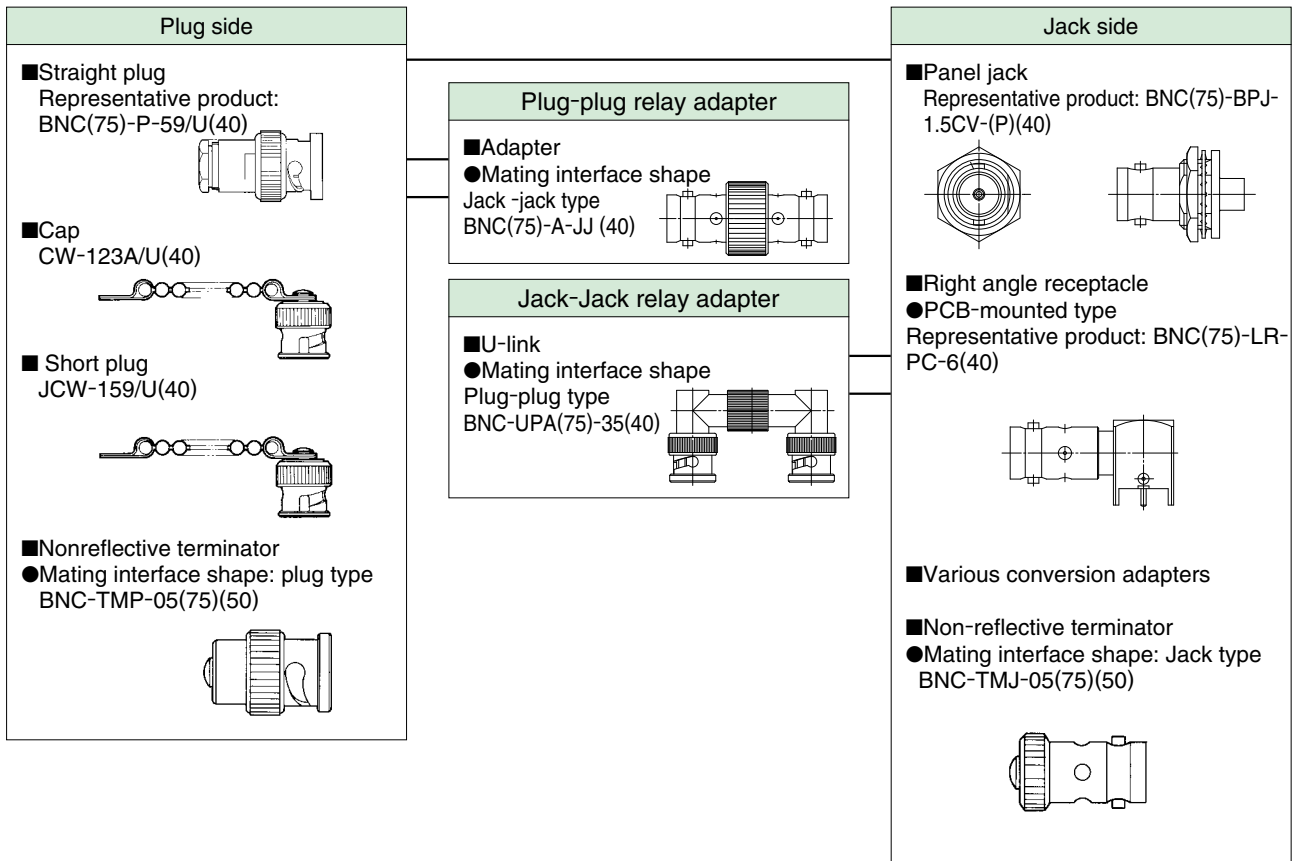 Plug side
■Straight plug
Representative product:
BNC(75)-P-59/U(40)
■Cap
CW-123A/U(40)
■ Short plug
JCW-159/U(40)
■Nonreflective terminator
●Mating interface shape: plug type
BNC-TMP-05(75)(50)
Plug-plug relay adapter
■Adapter
●Mating interface shape
Jack -jack type
BNC(75)-A-JJ (40)
Jack-Jack relay adapter
■U-link
●Mating interface shape
Plug-plug type
BNC-UPA(75)-35(40)
Jack side
■Panel jack
Representative product: BNC(75)-BPJ-
1.5CV-(P)(40)
■Right angle receptacle
●PCB-mounted type
Representative product: BNC(75)-LR-
PC-6(40)
■Various conversion adapters
■Non-reflective terminator
●Mating interface shape: Jack type
BNC-TMJ-05(75)(50)